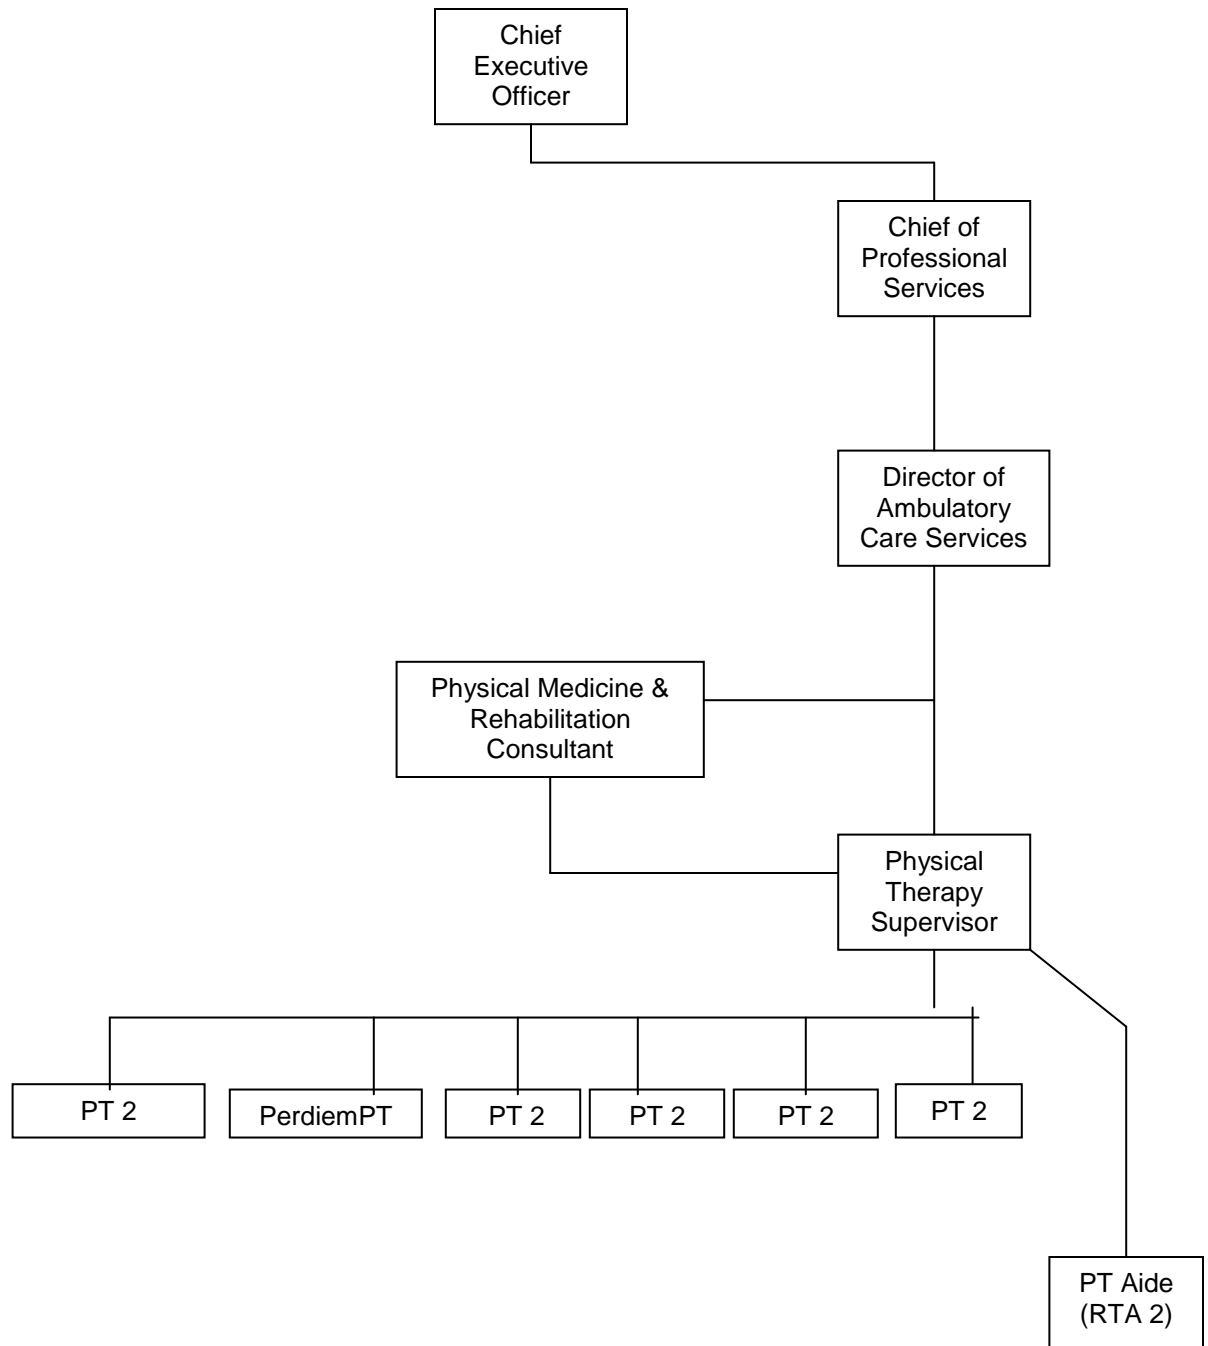 Chief
Executive
Officer
Chief of
Professional
Services
Director of
Ambulatory
Care Services
Physical Medicine &
Rehabilitation
Consultant
Physical
Therapy
Supervisor
PT 2
PerdiemPT
PT 2
PT 2
PT 2
PT 2
PT Aide
(RTA 2)